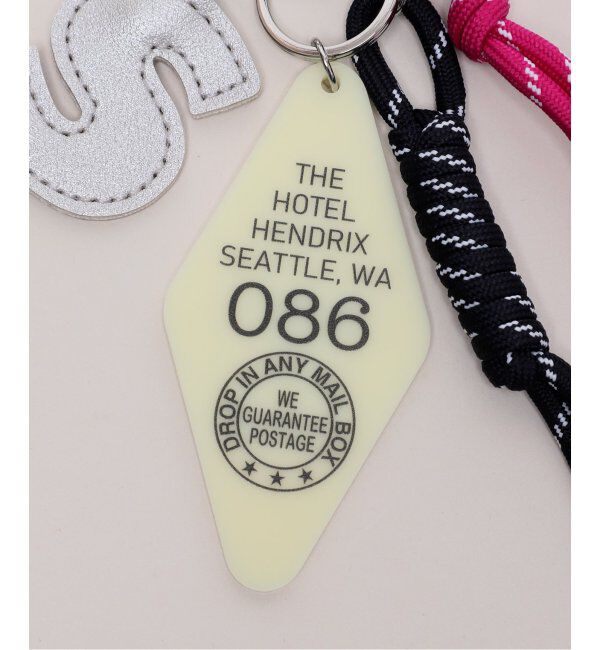 THE
HOTEL
HENDRIX
SEATTLE, WA
086
DROP IN ANY MAIL BOX
WE
GUARANTEE
POSTAGE